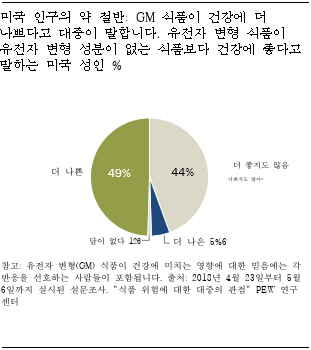 미국 인구의 약 절반: GM 식품이 건강에 더
나쁘다고 대중이 말합니다. 유전자 변형 식품이
유전자 변형 성분이 없는 식품보다 건강에 좋다고
말하는 미국 성인 %
더 나쁜
49%
44%
더 좋지도 않음
나쁘지도 않아=
답이 없다 1%6
더 나은 5%6
참고: 유전자 변형(GM) 식품이 건강에 미치는 영향에 대한 믿음에는 각
반응을 선호하는 사람들이 포함됩니다. 출처: 2018년 4월 23일부터 5월
6일까지 실시된 설문조사. "식품 위험에 대한 대중의 관점" PEW 연구
센터